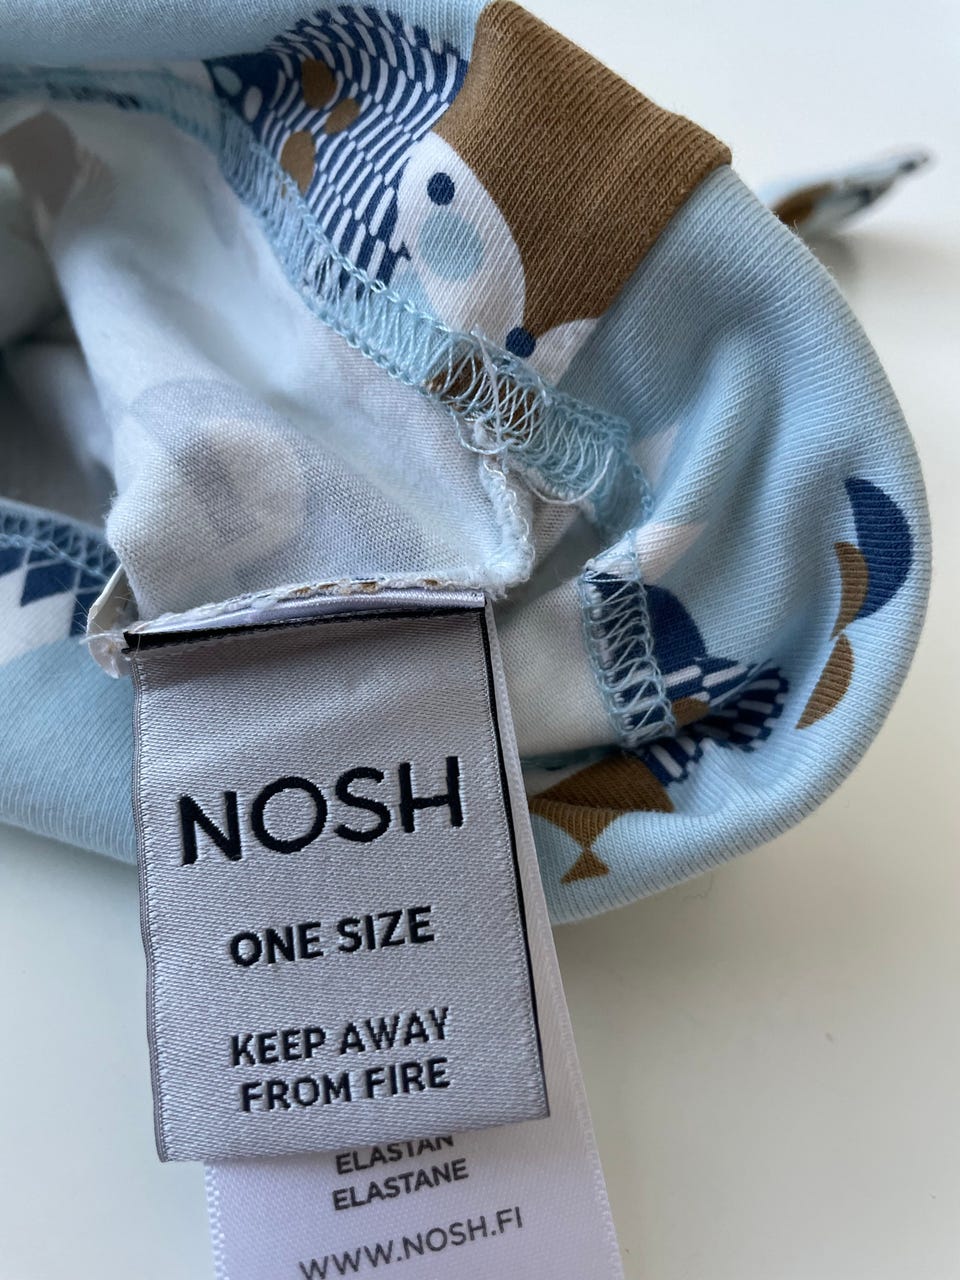 NOSH
ONE SIZE
KEEP AWAY
FROM FIRE
ELASTAN
ELASTANE
WWW.NOSH.FI